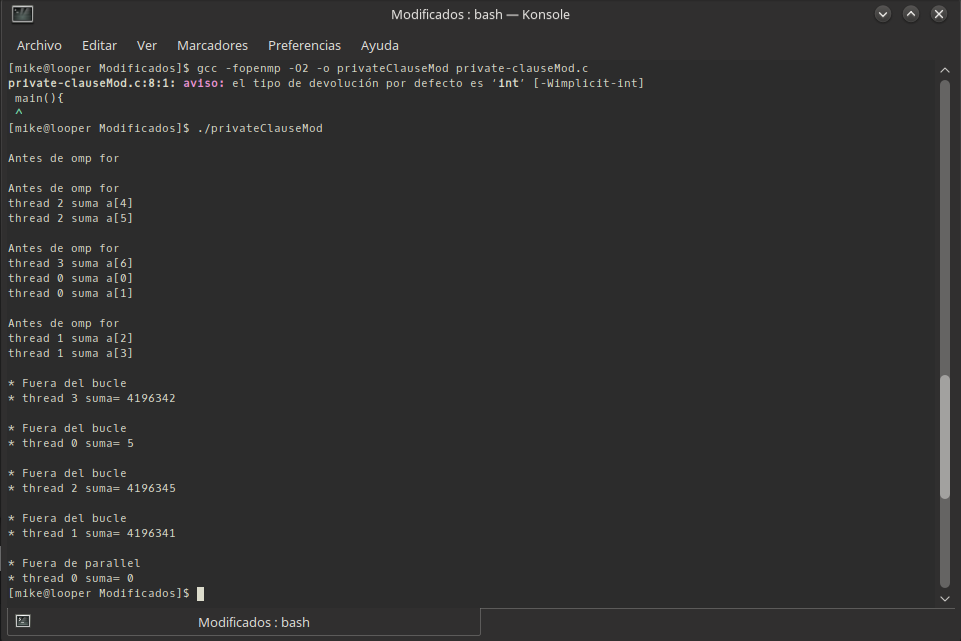 Modificados : bash — Konsole
Archivo Editar Ver Marcadores Preferencias Ayuda
[mike@looper Modificados]$ gcc -fopenmp -O2 -o privateClauseMod private-clauseMod.c
private-clauseMod.c:8:1: aviso: el tipo de devolución por defecto es ‘int’ [-Wimplicit-int]
 main(){
 ^
[mike@looper Modificados]$ ./privateClauseMod

Antes de omp for

Antes de omp for
thread 2 suma a[4]
thread 2 suma a[5]

Antes de omp for
thread 3 suma a[6]
thread 0 suma a[0]
thread 0 suma a[1]

Antes de omp for
thread 1 suma a[2]
thread 1 suma a[3]

* Fuera del bucle
* thread 3 suma= 4196342

* Fuera del bucle
* thread 0 suma= 5

* Fuera del bucle
* thread 2 suma= 4196345

* Fuera del bucle
* thread 1 suma= 4196341

* Fuera de parallel
* thread 0 suma= 0
[mike@looper Modificados]$
Modificados : bash